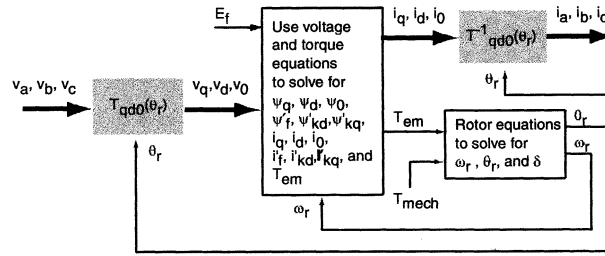 E_f
v_a, v_b, v_c
T_qd0(θ_r)
θ_r
v_q, v_d, v_0
Use voltage
and torque
equations
to solve for
ψ_q, ψ_d, ψ_0,
ψ'_f, ψ'_kd, ψ'_kq,
i_q, i_d, i_0,
i'_f, i'_kd, i'_kq, and
T_em
ω_r
i_q, i_d, i_0
T^-1_qd0(θ_r)
i_a, i_b, i_c
θ_r
T_em
T_mech
Rotor equations
to solve for
ω_r, θ_r, and δ
θ_r
ω_r